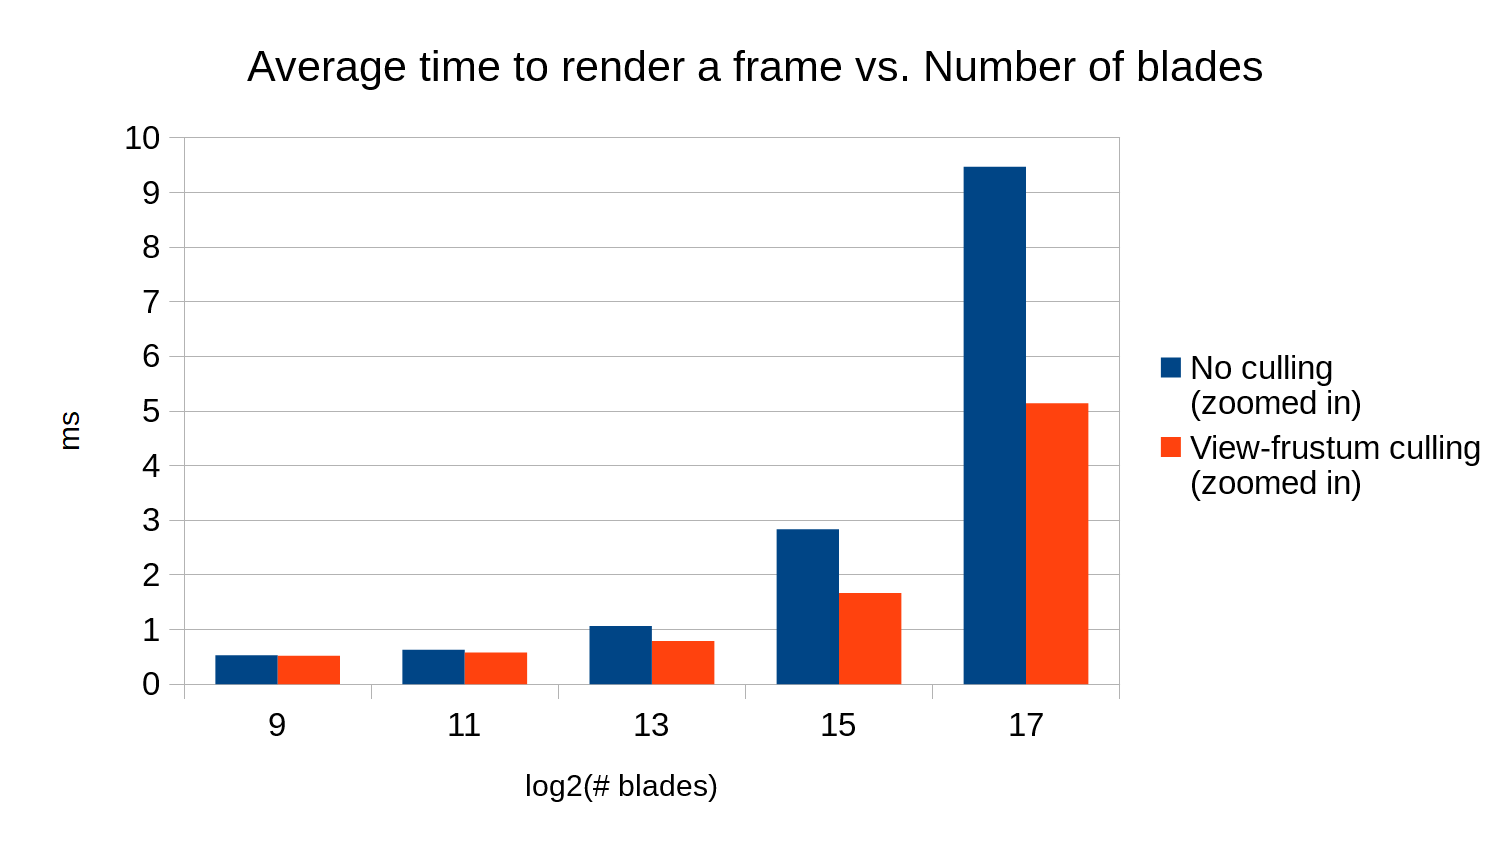 Average time to render a frame vs. Number of blades
10
9
8
7
6
5
4
3
2
1
0
ms
9 11 13 15 17
log2(# blades)
No culling
(zoomed in)
View-frustum culling
(zoomed in)